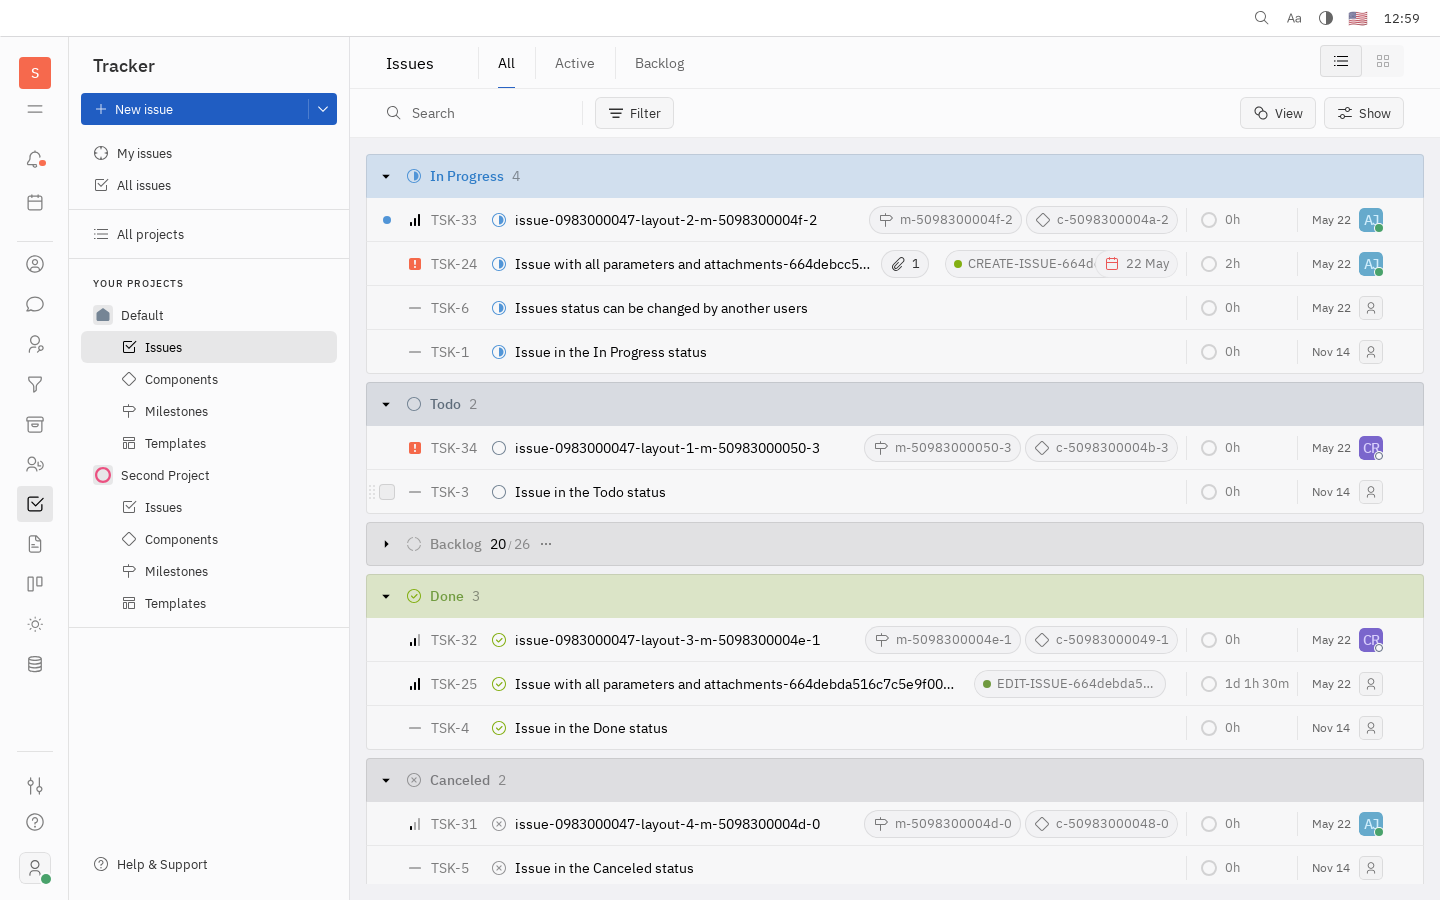 Aa 12:59
S
Tracker
New issue
My issues
All issues
All projects
YOUR PROJECTS
Default
Issues
Components
Milestones
Templates
Second Project
Issues
Components
Milestones
Templates
Help & Support
Issues All Active Backlog
Search Filter View Show
In Progress 4
TSK-33 issue-0983000047-layout-2-m-5098300004f-2 m-5098300004f-2 c-5098300004a-2 0h May 22 AJ
TSK-24 Issue with all parameters and attachments-664debcc5... 1 CREATE-ISSUE-664d 22 May 2h May 22 AJ
TSK-6 Issues status can be changed by another users 0h May 22
TSK-1 Issue in the In Progress status 0h Nov 14
Todo 2
TSK-34 issue-0983000047-layout-1-m-50983000050-3 m-50983000050-3 c-5098300004b-3 0h May 22 CR
TSK-3 Issue in the Todo status 0h Nov 14
Backlog 20/26 ...
Done 3
TSK-32 issue-0983000047-layout-3-m-5098300004e-1 m-5098300004e-1 c-50983000049-1 0h May 22 CR
TSK-25 Issue with all parameters and attachments-664debda516c7c5e9f00... EDIT-ISSUE-664debda5... 1d 1h 30m May 22
TSK-4 Issue in the Done status 0h Nov 14
Canceled 2
TSK-31 issue-0983000047-layout-4-m-5098300004d-0 m-5098300004d-0 c-50983000048-0 0h May 22 AJ
TSK-5 Issue in the Canceled status 0h Nov 14